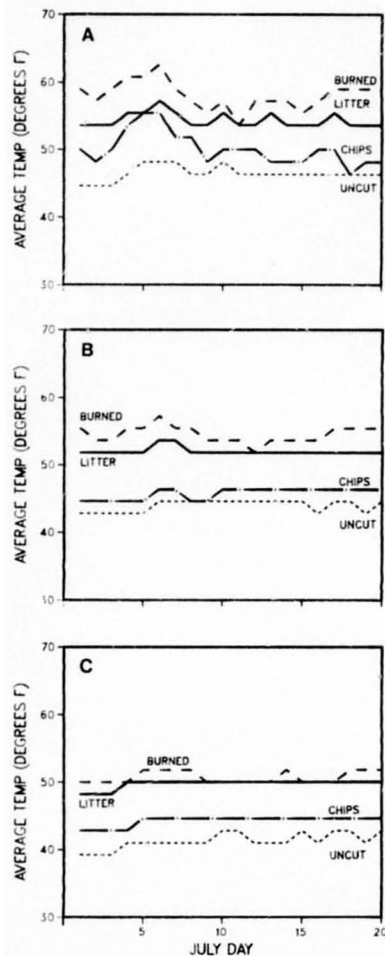 A
AVERAGE TEMP (DEGREES F)
70
60
50
40
30
BURNED
LITTER
CHIPS
UNCUT
B
AVERAGE TEMP (DEGREES F)
70
60
50
40
30
BURNED
LITTER
CHIPS
UNCUT
C
AVERAGE TEMP (DEGREES F)
70
60
50
40
30
BURNED
LITTER
CHIPS
UNCUT
5 10 15 20
JULY DAY